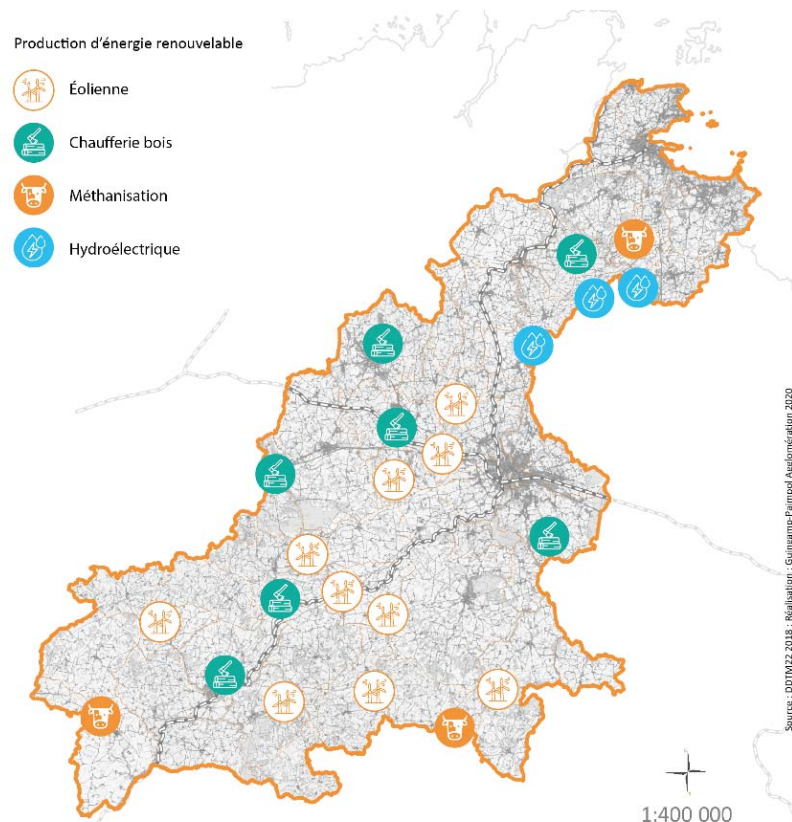 Production d'énergie renouvelable
Éolienne
Chaufferie bois
Méthanisation
Hydroélectrique
Source : DDTM22 2018 ; Réalisation : Guingamp-Paimpol Agglomération 2020
1:400 000